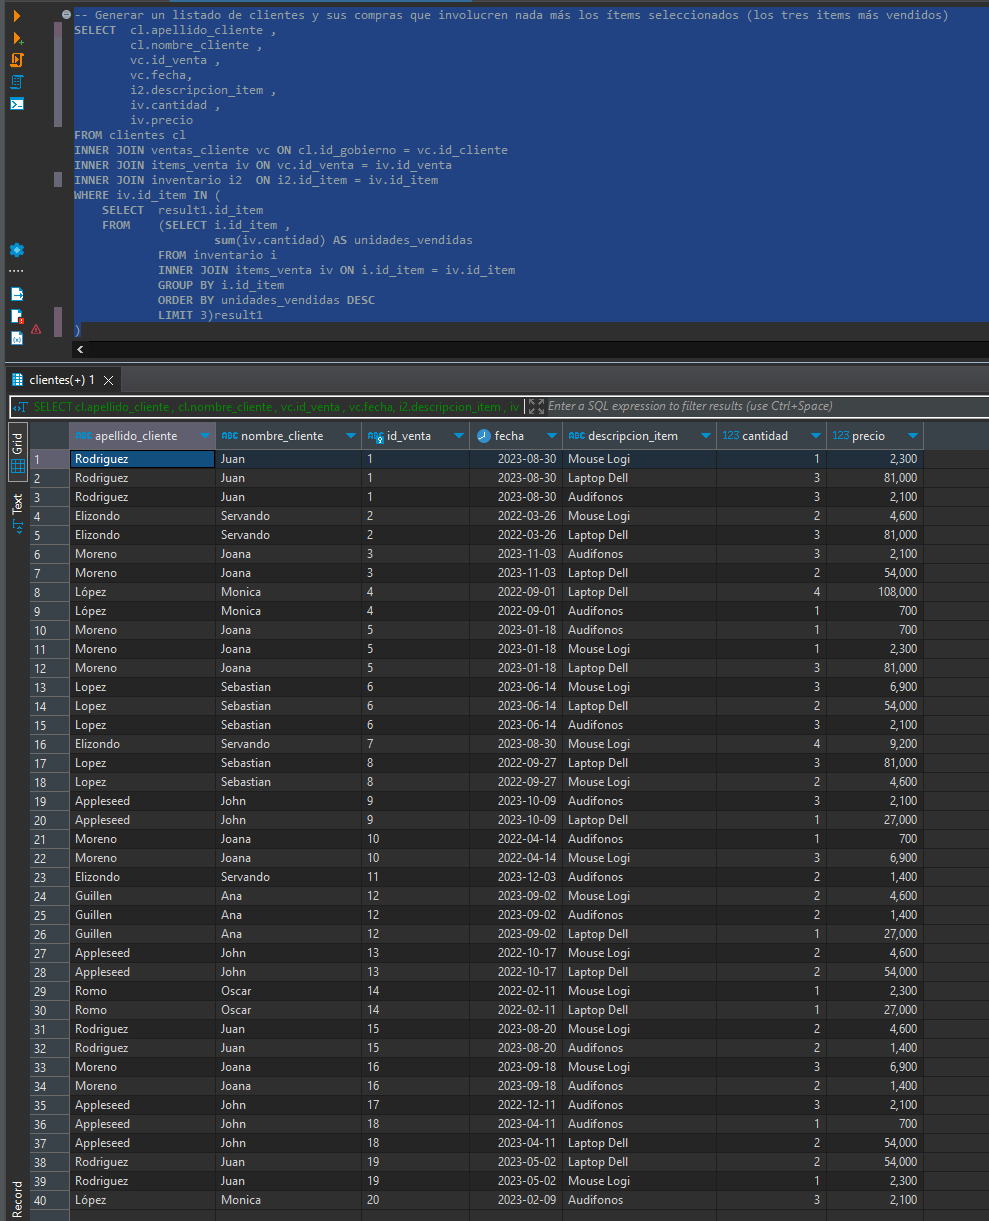 -- Generar un listado de clientes y sus compras que involucren nada más los ítems seleccionados (los tres items más vendidos)
SELECT cl.apellido_cliente ,
cl.nombre_cliente ,
vc.id_venta ,
vc.fecha,
i2.descripcion_item ,
iv.cantidad ,
iv.precio
FROM clientes cl
INNER JOIN ventas_cliente vc ON cl.id_gobierno = vc.id_cliente
INNER JOIN items_venta iv ON vc.id_venta = iv.id_venta
INNER JOIN inventario i2 ON i2.id_item = iv.id_item
WHERE iv.id_item IN (
SELECT result1.id_item
FROM (SELECT i.id_item ,
sum(iv.cantidad) AS unidades_vendidas
FROM inventario i
INNER JOIN items_venta iv ON i.id_item = iv.id_item
GROUP BY i.id_item
ORDER BY unidades_vendidas DESC
LIMIT 3)result1
)
clientes(+) 1
SELECT cl.apellido_cliente , cl.nombre_cliente , vc.id_venta , vc.fecha, i2.descripcion_item , iv Enter a SQL expression to filter results (use Ctrl+Space)
Grid
Text
Record
ABC apellido_cliente ABC nombre_cliente ABC id_venta fecha ABC descripcion_item 123 cantidad 123 precio
1 Rodriguez Juan 1 2023-08-30 Mouse Logi 1 2,300
2 Rodriguez Juan 1 2023-08-30 Laptop Dell 3 81,000
3 Rodriguez Juan 1 2023-08-30 Audifonos 3 2,100
4 Elizondo Servando 2 2022-03-26 Mouse Logi 2 4,600
5 Elizondo Servando 2 2022-03-26 Laptop Dell 3 81,000
6 Moreno Joana 3 2023-11-03 Audifonos 3 2,100
7 Moreno Joana 3 2023-11-03 Laptop Dell 2 54,000
8 López Monica 4 2022-09-01 Laptop Dell 4 108,000
9 López Monica 4 2022-09-01 Audifonos 1 700
10 Moreno Joana 5 2023-01-18 Audifonos 1 700
11 Moreno Joana 5 2023-01-18 Mouse Logi 1 2,300
12 Moreno Joana 5 2023-01-18 Laptop Dell 3 81,000
13 Lopez Sebastian 6 2023-06-14 Mouse Logi 3 6,900
14 Lopez Sebastian 6 2023-06-14 Laptop Dell 2 54,000
15 Lopez Sebastian 6 2023-06-14 Audifonos 3 2,100
16 Elizondo Servando 7 2023-08-30 Mouse Logi 4 9,200
17 Lopez Sebastian 8 2022-09-27 Laptop Dell 3 81,000
18 Lopez Sebastian 8 2022-09-27 Mouse Logi 2 4,600
19 Appleseed John 9 2023-10-09 Audifonos 3 2,100
20 Appleseed John 9 2023-10-09 Laptop Dell 1 27,000
21 Moreno Joana 10 2022-04-14 Audifonos 1 700
22 Moreno Joana 10 2022-04-14 Mouse Logi 3 6,900
23 Elizondo Servando 11 2023-12-03 Audifonos 2 1,400
24 Guillen Ana 12 2023-09-02 Mouse Logi 2 4,600
25 Guillen Ana 12 2023-09-02 Audifonos 2 1,400
26 Guillen Ana 12 2023-09-02 Laptop Dell 1 27,000
27 Appleseed John 13 2022-10-17 Mouse Logi 2 4,600
28 Appleseed John 13 2022-10-17 Laptop Dell 2 54,000
29 Romo Oscar 14 2022-02-11 Mouse Logi 1 2,300
30 Romo Oscar 14 2022-02-11 Laptop Dell 1 27,000
31 Rodriguez Juan 15 2023-08-20 Mouse Logi 2 4,600
32 Rodriguez Juan 15 2023-08-20 Audifonos 2 1,400
33 Moreno Joana 16 2023-09-18 Mouse Logi 3 6,900
34 Moreno Joana 16 2023-09-18 Audifonos 2 1,400
35 Appleseed John 17 2022-12-11 Audifonos 3 2,100
36 Appleseed John 18 2023-04-11 Audifonos 1 700
37 Appleseed John 18 2023-04-11 Laptop Dell 2 54,000
38 Rodriguez Juan 19 2023-05-02 Laptop Dell 2 54,000
39 Rodriguez Juan 19 2023-05-02 Mouse Logi 1 2,300
40 López Monica 20 2023-02-09 Audifonos 3 2,100